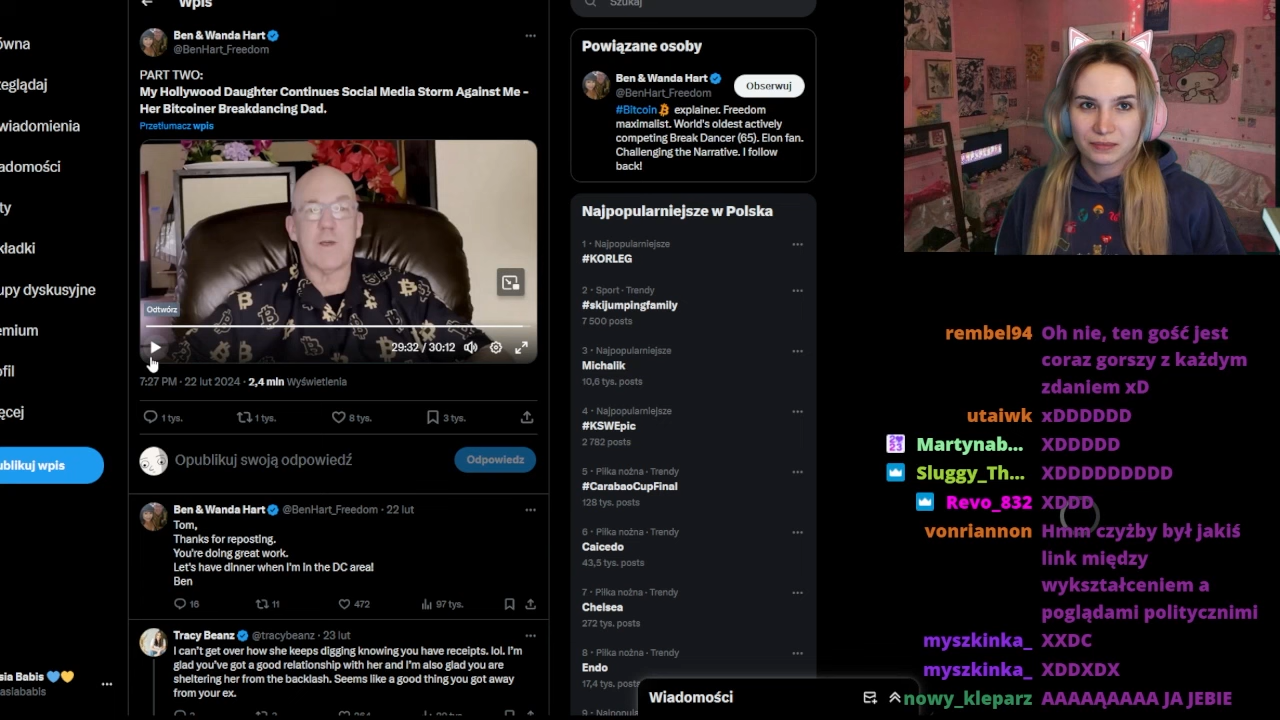 Wpis
Szukaj
Ben & Wanda Hart
@BenHart_Freedom
PART TWO:
My Hollywood Daughter Continues Social Media Storm Against Me -
Her Bitcoiner Breakdancing Dad.
Przetłumacz wpis
Odtwórz
29:32 / 30:12
7:27 PM · 22 lut 2024 · 2,4 mln Wyświetlenia
1 tys.
1 tys.
8 tys.
3 tys.
Opublikuj swoją odpowiedź
Odpowiedz
Ben & Wanda Hart @BenHart_Freedom · 22 lut
Tom,
Thanks for reposting.
You're doing great work.
Let's have dinner when I'm in the DC area!
Ben
16
11
472
97 tys.
Tracy Beanz @tracybeanz · 23 lut
I can't get over how she keeps digging knowing you have receipts. lol. I'm
glad you've got a good relationship with her and I'm also glad you are
sheltering her from the backlash. Seems like a good thing you got away
from your ex.
ówna
zeglądaj
wiadomienia
adomości
ty
kładki
upy dyskusyjne
emium
ofil
ęcej
ublikuj wpis
sia Babis 💙💛
aslababis
Powiązane osoby
Ben & Wanda Hart
@BenHart_Freedom
Obserwuj
#Bitcoin explainer. Freedom
maximalist. World's oldest actively
competing Break Dancer (65). Elon fan.
Challenging the Narrative. I follow
back!
Najpopularniejsze w Polska
1 · Najpopularniejsze
#KORLEG
2 · Sport · Trendy
#skijumpingfamily
7 500 posts
3 · Najpopularniejsze
Michalik
10,6 tys. posts
4 · Najpopularniejsze
#KSWEpic
2 782 posts
5 · Piłka nożna · Trendy
#CarabaoCupFinal
128 tys. posts
6 · Piłka nożna · Trendy
Caicedo
43,5 tys. posts
7 · Piłka nożna · Trendy
Chelsea
272 tys. posts
8 · Piłka nożna · Trendy
Endo
17,4 tys. posts
Wiadomości
rembel94 Oh nie, ten gość jest
coraz gorszy z każdym
zdaniem xD
utaiwk xDDDDDD
Martynab... XDDDDD
Sluggy_Th... XDDDDDDDDDD
Revo_832 XDDD
vonriannon Hmm czyżby był jakiś
link między
wykształceniem a
poglądami politycznimi
myszkinka_ XXDC
myszkinka_ XDDXDX
nowy_kleparz AAAAĄAAAA JA JEBIE